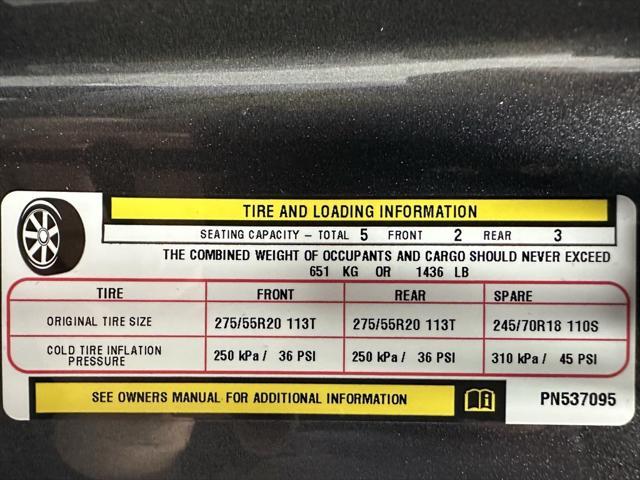 TIRE AND LOADING INFORMATION
SEATING CAPACITY – TOTAL 5 FRONT 2 REAR 3
THE COMBINED WEIGHT OF OCCUPANTS AND CARGO SHOULD NEVER EXCEED
651 KG OR 1436 LB
TIRE FRONT REAR SPARE
ORIGINAL TIRE SIZE 275/55R20 113T 275/55R20 113T 245/70R18 110S
COLD TIRE INFLATION
PRESSURE 250 kPa / 36 PSI 250 kPa / 36 PSI 310 kPa / 45 PSI
SEE OWNERS MANUAL FOR ADDITIONAL INFORMATION PN537095